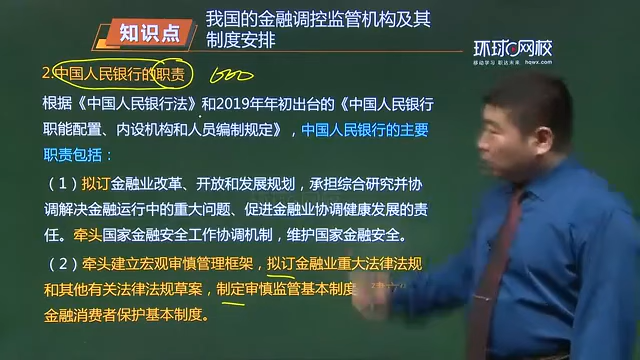 知识点
我国的金融调控监管机构及其
制度安排
环球网校
移动学习 职达未来 hqwx.com
2.中国人民银行的职责
根据《中国人民银行法》和2019年年初出台的《中国人民银行
职能配置、内设机构和人员编制规定》，中国人民银行的主要
职责包括：
（1）拟订金融业改革、开放和发展规划，承担综合研究并协
调解决金融运行中的重大问题、促进金融业协调健康发展的责
任。牵头国家金融安全工作协调机制，维护国家金融安全。
（2）牵头建立宏观审慎管理框架，拟订金融业重大法律法规
和其他有关法律法规草案，制定审慎监管基本制度
金融消费者保护基本制度。